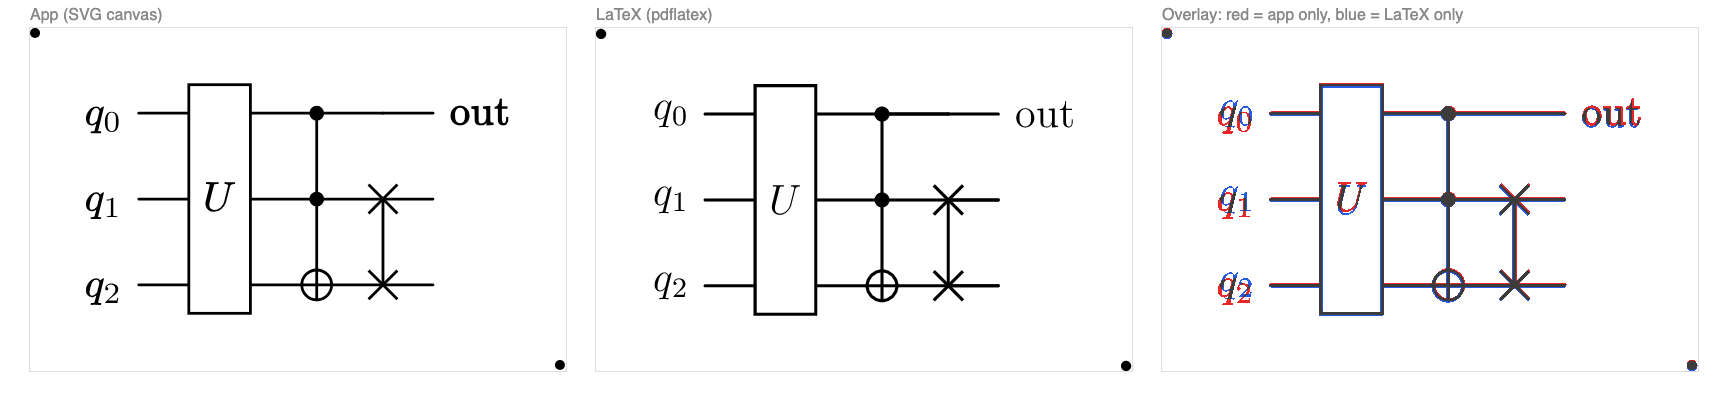 App (SVG canvas)
q₀ out
q₁ U
q₂
LaTeX (pdflatex)
q₀ out
q₁ U
q₂
Overlay: red = app only, blue = LaTeX only
q₀ out
q₁ U
q₂